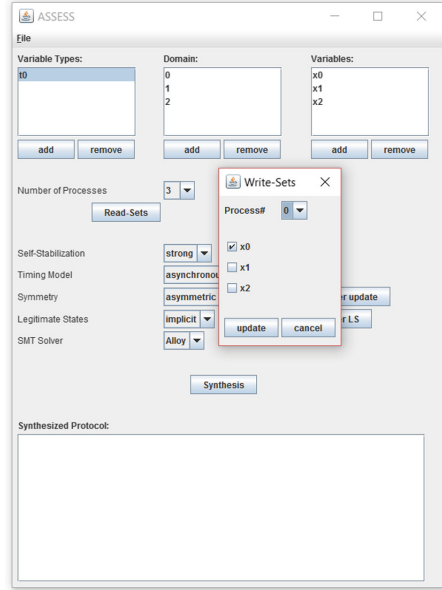 ASSESS
File
Variable Types: Domain: Variables:
t0 0 x0
1 x1
2 x2
add remove add remove add remove
Write-Sets
Number of Processes 3
Process# 0
Read-Sets
x0
Self-Stabilization strong
x1
Timing Model asynchronou
x2
Symmetry asymmetric r update
Legitimate States implicit r LS
update cancel
SMT Solver Alloy
Synthesis
Synthesized Protocol: